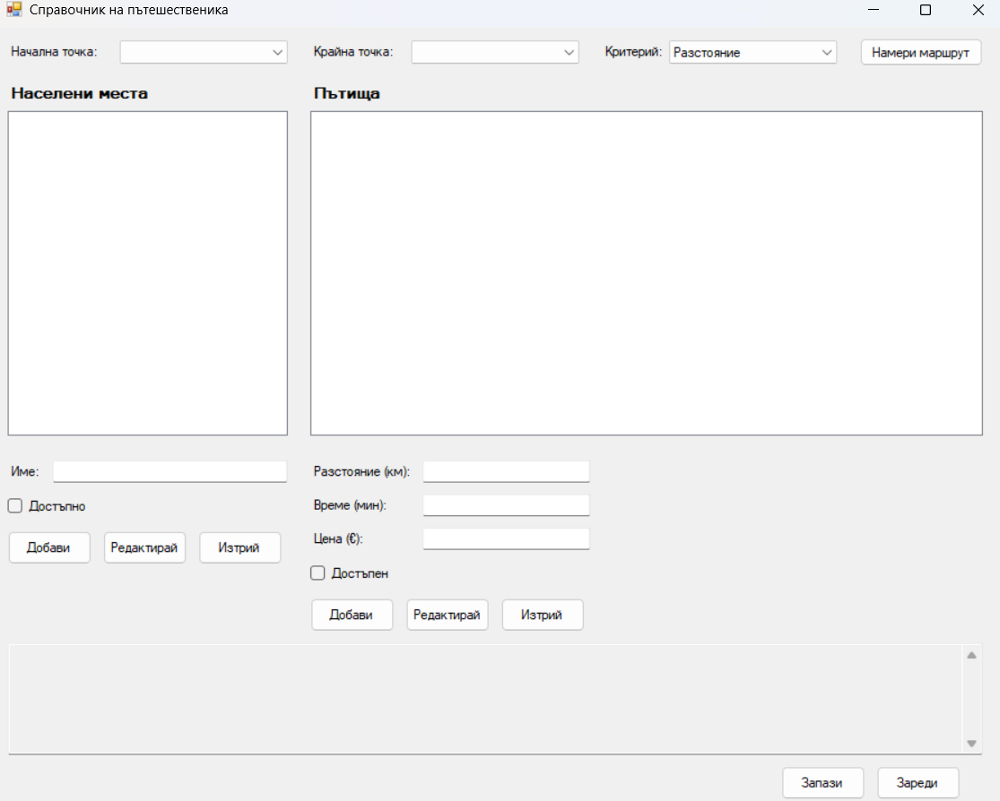 Справочник на пътешественика
Начална точка: Крайна точка: Критерий: Разстояние Намери маршрут
Населени места Пътища
Име: Разстояние (км):
Достъпно Време (мин):
Добави Редактирай Изтрий Цена (€):
Достъпен
Добави Редактирай Изтрий
Запази Зареди